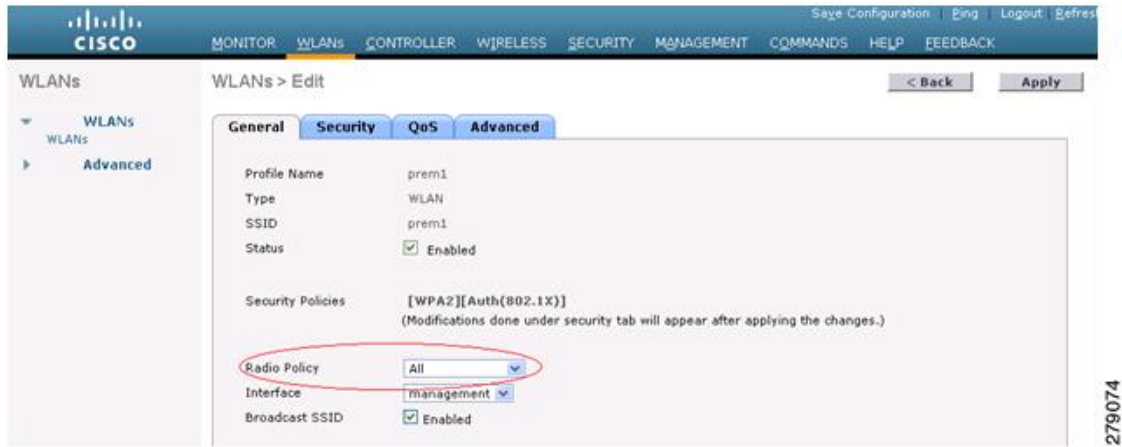 Save Configuration Ping Logout Refres
CISCO MONITOR WLANs CONTROLLER WIRELESS SECURITY MANAGEMENT COMMANDS HELP FEEDBACK
WLANs
WLANs > Edit
< Back Apply
WLANs
WLANs
Advanced
General Security QoS Advanced
Profile Name prem1
Type WLAN
SSID prem1
Status Enabled
Security Policies [WPA2][Auth(802.1X)]
(Modifications done under security tab will appear after applying the changes.)
Radio Policy All
Interface management
Broadcast SSID Enabled
279074